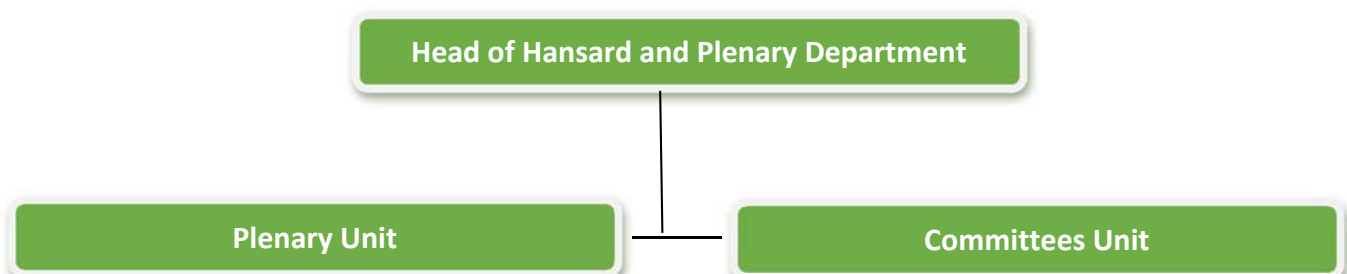 Head of Hansard and Plenary Department
Plenary Unit
Committees Unit